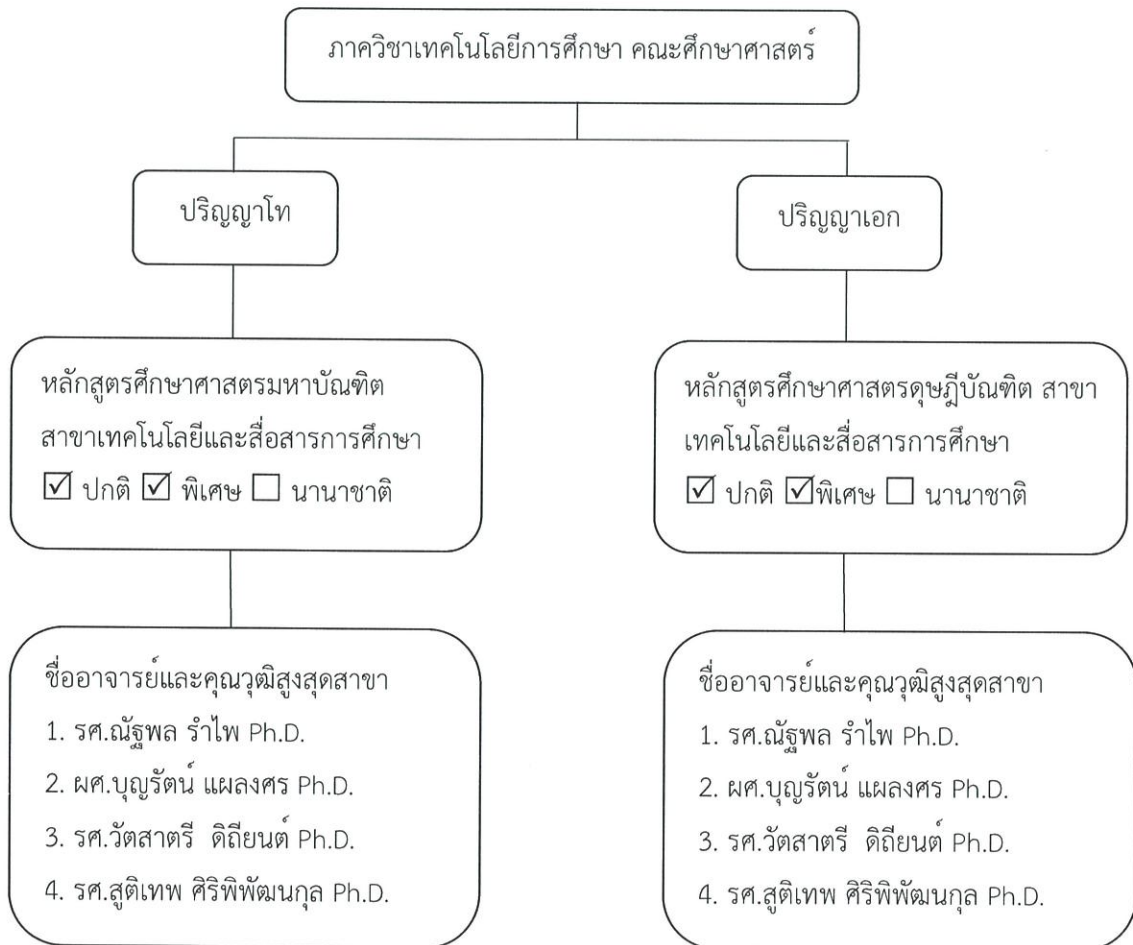 ภาควิชาเทคโนโลยีการศึกษา คณะศึกษาศาสตร์
ปริญญาโท
ปริญญาเอก
หลักสูตรศึกษาศาสตรมหาบัณฑิต
สาขาเทคโนโลยีและสื่อสารการศึกษา
☑ ปกติ ☑ พิเศษ ☐ นานาชาติ
หลักสูตรศึกษาศาสตรดุษฎีบัณฑิต สาขา
เทคโนโลยีและสื่อสารการศึกษา
☑ ปกติ ☑พิเศษ ☐ นานาชาติ
ชื่ออาจารย์และคุณวุฒิสูงสุดสาขา
1. รศ.ณัฐพล รำไพ Ph.D.
2. ผศ.บุญรัตน์ แผลงศร Ph.D.
3. รศ.วัตสาตรี ดิถียนต์ Ph.D.
4. รศ.สูติเทพ ศิริพิพัฒนกุล Ph.D.
ชื่ออาจารย์และคุณวุฒิสูงสุดสาขา
1. รศ.ณัฐพล รำไพ Ph.D.
2. ผศ.บุญรัตน์ แผลงศร Ph.D.
3. รศ.วัตสาตรี ดิถียนต์ Ph.D.
4. รศ.สูติเทพ ศิริพิพัฒนกุล Ph.D.